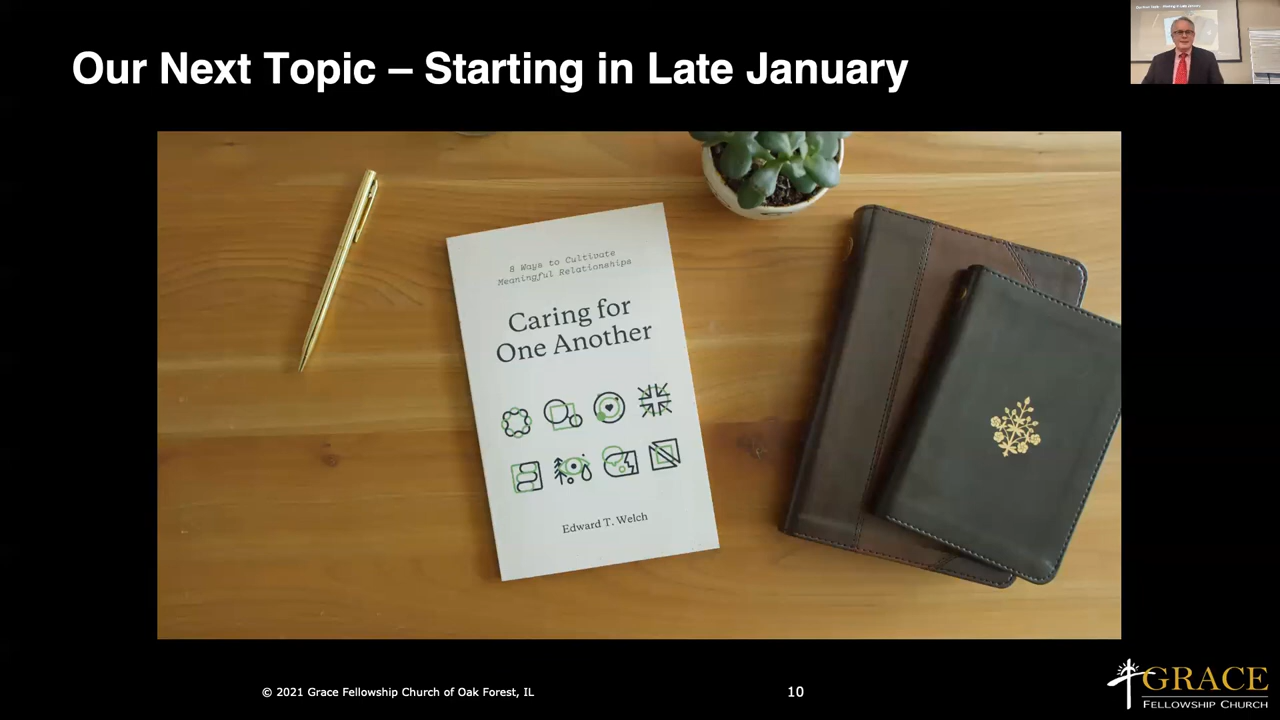 Our Next Topic – Starting in Late January
8 Ways to Cultivate
Meaningful Relationships
Caring for
One Another
Edward T. Welch
© 2021 Grace Fellowship Church of Oak Forest, IL
10
GRACE
FELLOWSHIP CHURCH